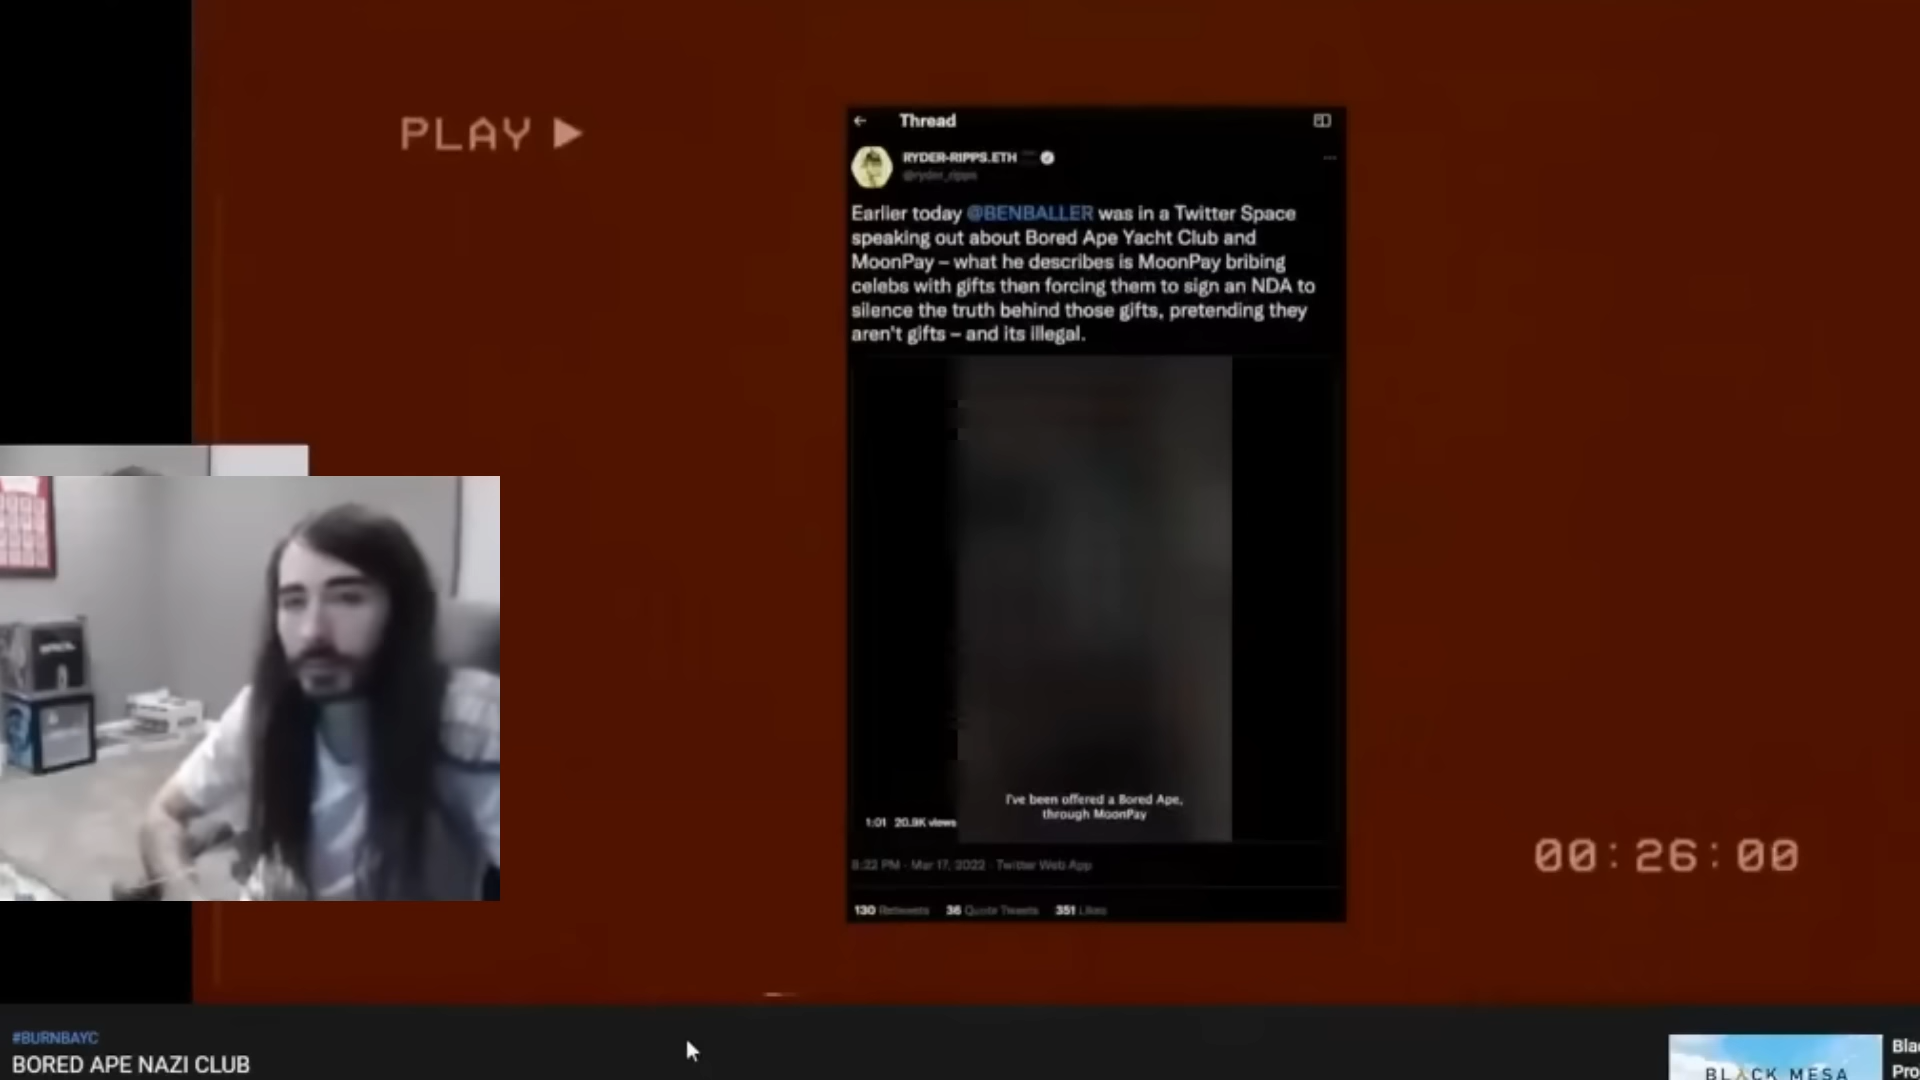 PLAY
Thread
RYDER-RIPPS.ETH
@ryder_ripps
Earlier today @BENBALLER was in a Twitter Space
speaking out about Bored Ape Yacht Club and
MoonPay – what he describes is MoonPay bribing
celebs with gifts then forcing them to sign an NDA to
silence the truth behind those gifts, pretending they
aren't gifts – and its illegal.
I've been offered a Bored Ape,
through MoonPay
1:01 20.9K views
8:22 PM · Mar 17, 2022 · Twitter Web App
130 Retweets 36 Quote Tweets 351 Likes
00:26:00
#BURNBAYC
BORED APE NAZI CLUB
BLACK MESA
Bla
Pro